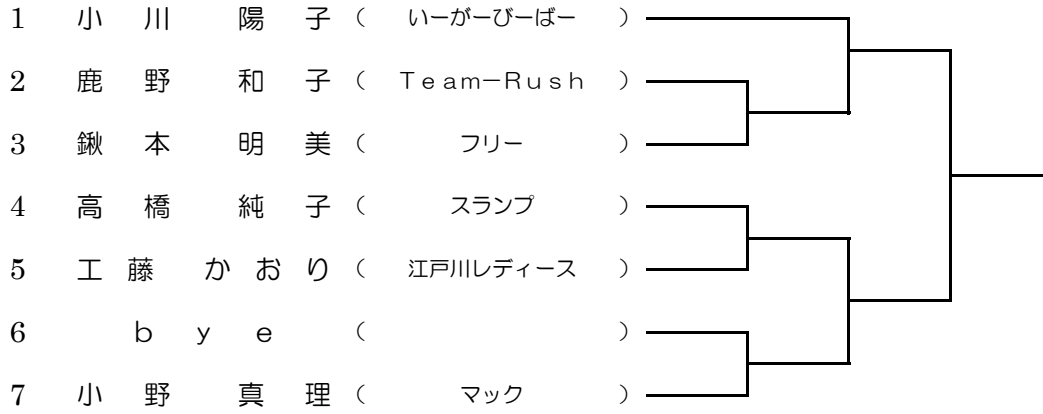 1 小川 陽子 ( いーがーびーばー )
2 鹿野 和子 ( Team-Rush )
3 鍬本 明美 ( フリー )
4 高橋 純子 ( スランプ )
5 工藤 かおり ( 江戸川レディース )
6 bye ( )
7 小野 真理 ( マック )